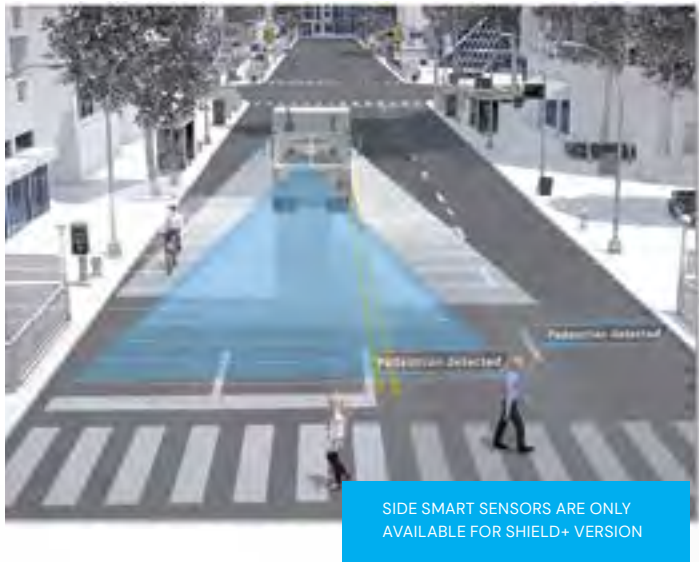 Pedestrian detected
Pedestrian detected
SIDE SMART SENSORS ARE ONLY
AVAILABLE FOR SHIELD+ VERSION